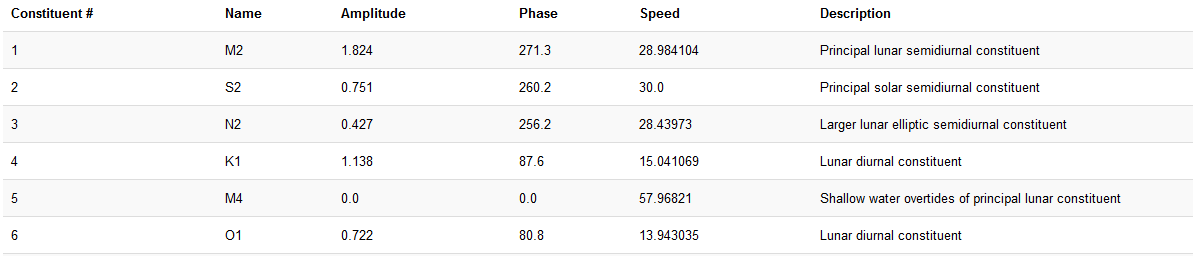 Constituent # Name Amplitude Phase Speed Description
1 M2 1.824 271.3 28.984104 Principal lunar semidiurnal constituent
2 S2 0.751 260.2 30.0 Principal solar semidiurnal constituent
3 N2 0.427 256.2 28.43973 Larger lunar elliptic semidiurnal constituent
4 K1 1.138 87.6 15.041069 Lunar diurnal constituent
5 M4 0.0 0.0 57.96821 Shallow water overtides of principal lunar constituent
6 O1 0.722 80.8 13.943035 Lunar diurnal constituent